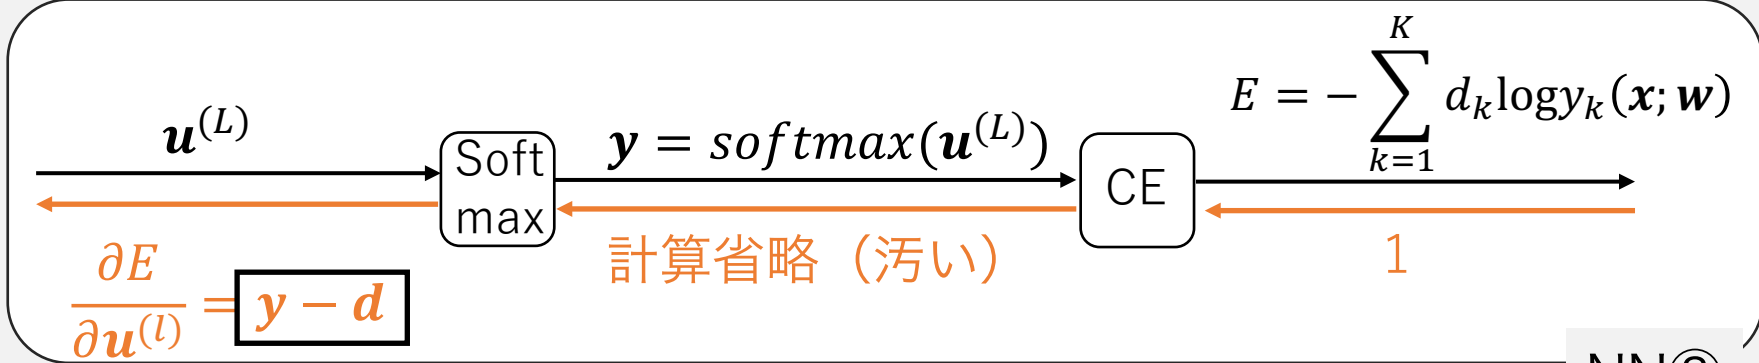 E = − ∑_{k=1}^{K} d_k log y_k(𝒙; 𝒘)
𝒖^{(L)}
𝒚 = softmax(𝒖^{(L)})
Soft
max
CE
計算省略（汚い）
1
∂E/∂𝒖^{(l)} = 𝒚 − 𝒅